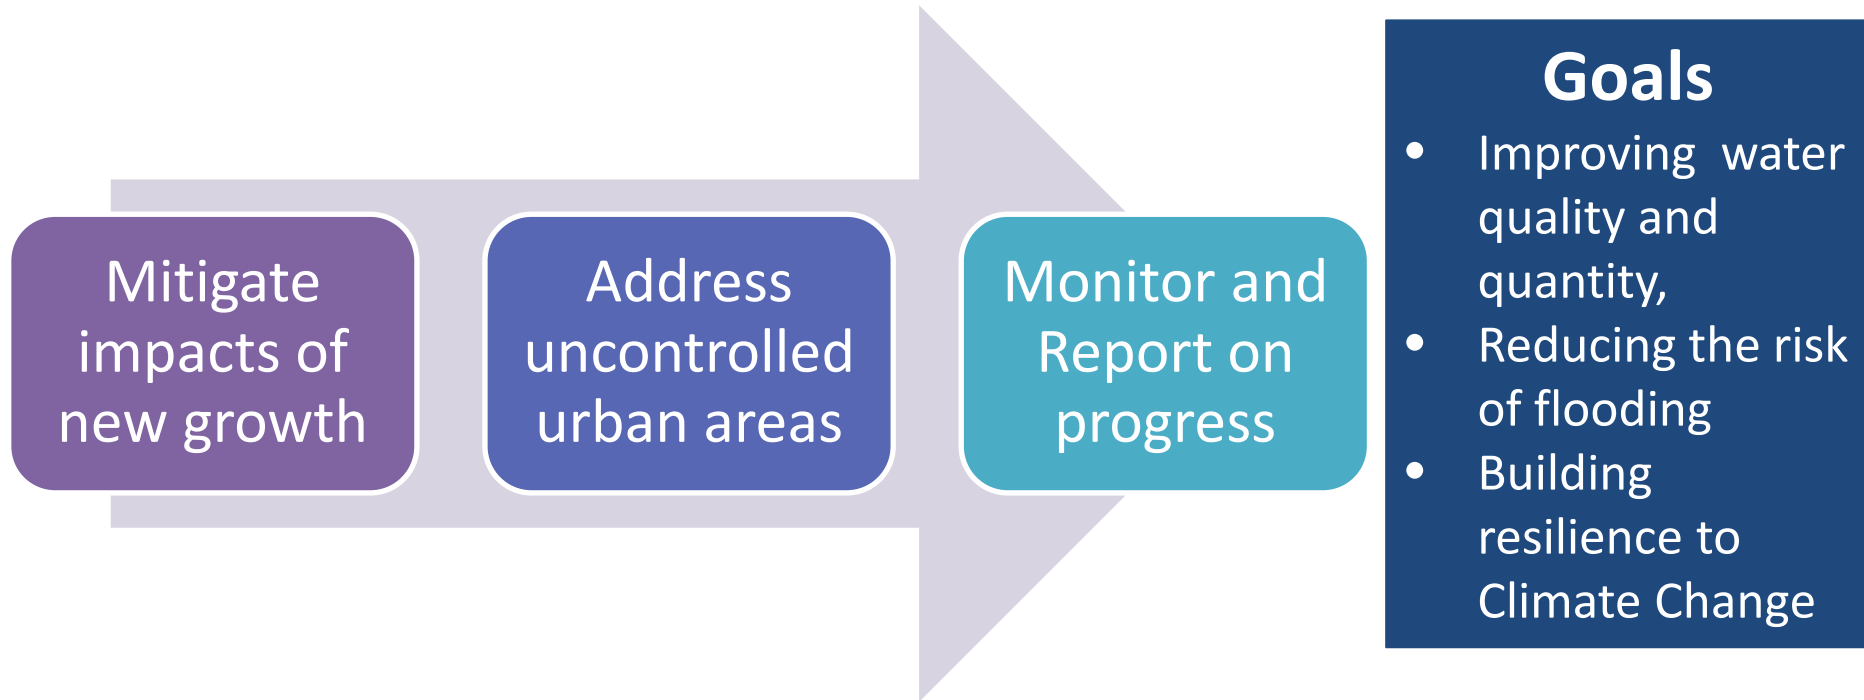 Mitigate
impacts of
new growth
Address
uncontrolled
urban areas
Monitor and
Report on
progress
Goals
• Improving  water
quality and
quantity,
• Reducing the risk
of flooding
• Building
resilience to
Climate Change